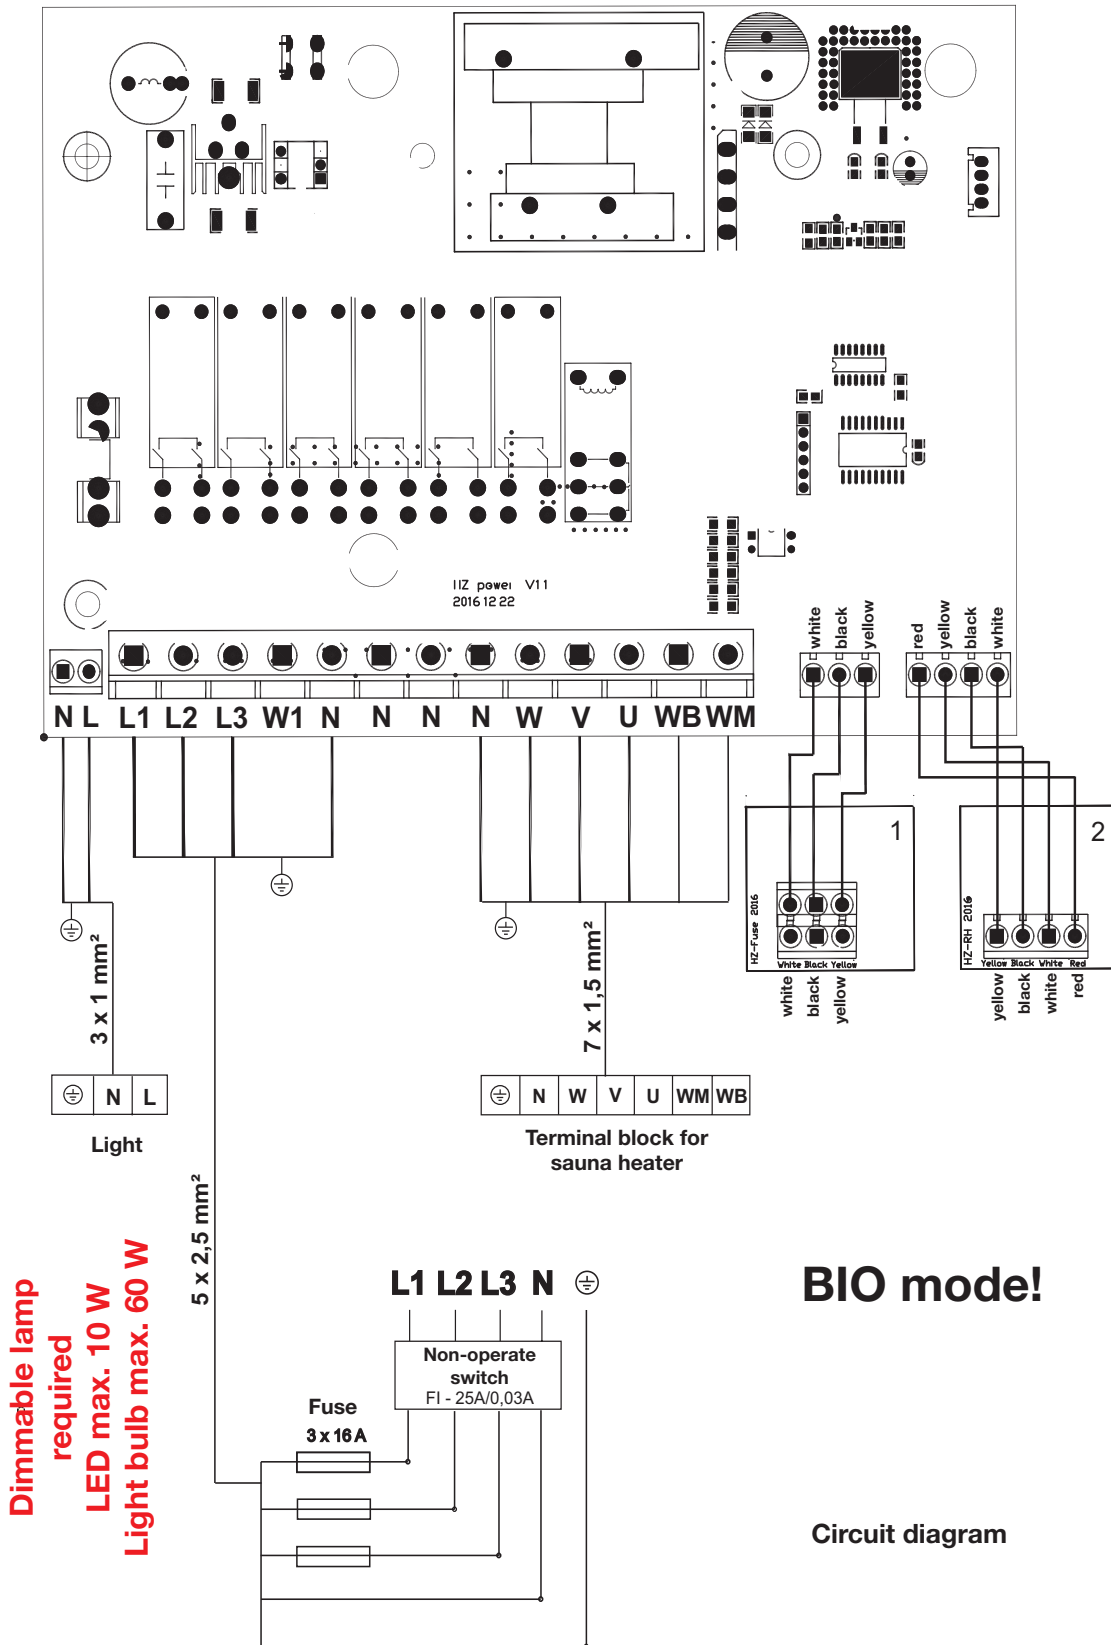 HZ power V11
2016 12 22
white
black
yellow
red
yellow
black
white
N L L1 L2 L3 W1 N N N N W V U WB WM
1
2
HZ-Fuse 2016
White Black Yellow
white
black
yellow
HZ-RH 2016
Yellow Black White Red
yellow
black
white
red
3 x 1 mm²
7 x 1,5 mm²
N L
Light
N W V U WM WB
Terminal block for
sauna heater
5 x 2,5 mm²
Dimmable lamp
required
LED max. 10 W
Light bulb max. 60 W
L1 L2 L3 N
Non-operate
switch
FI - 25A/0,03A
Fuse
3 x 16 A
BIO mode!
Circuit diagram